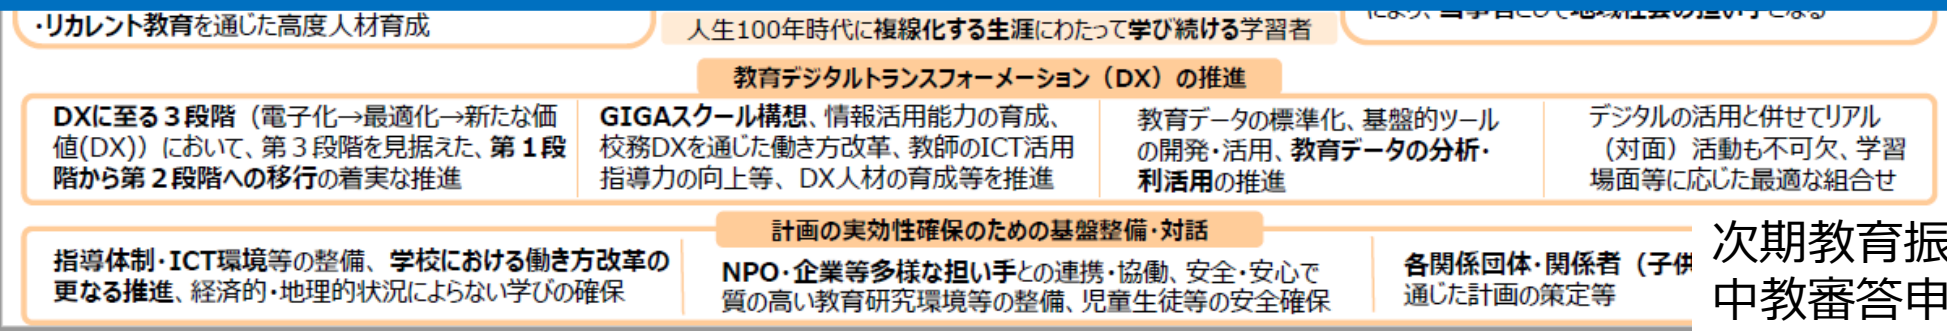 ・リカレント教育を通じた高度人材育成
人生100年時代に複線化する生涯にわたって学び続ける学習者
により、当事者として地域社会の担い手となる
教育デジタルトランスフォーメーション（DX）の推進
DXに至る３段階（電子化→最適化→新たな価
値(DX)）において、第３段階を見据えた、第１段
階から第２段階への移行の着実な推進
GIGAスクール構想、情報活用能力の育成、
校務DXを通じた働き方改革、教師のICT活用
指導力の向上等、DX人材の育成等を推進
教育データの標準化、基盤的ツール
の開発・活用、教育データの分析・
利活用の推進
デジタルの活用と併せてリアル
（対面）活動も不可欠、学習
場面等に応じた最適な組合せ
計画の実効性確保のための基盤整備・対話
指導体制・ICT環境等の整備、学校における働き方改革の
更なる推進、経済的・地理的状況によらない学びの確保
NPO・企業等多様な担い手との連携・協働、安全・安心で
質の高い教育研究環境等の整備、児童生徒等の安全確保
各関係団体・関係者（子供
通じた計画の策定等
次期教育振
中教審答申